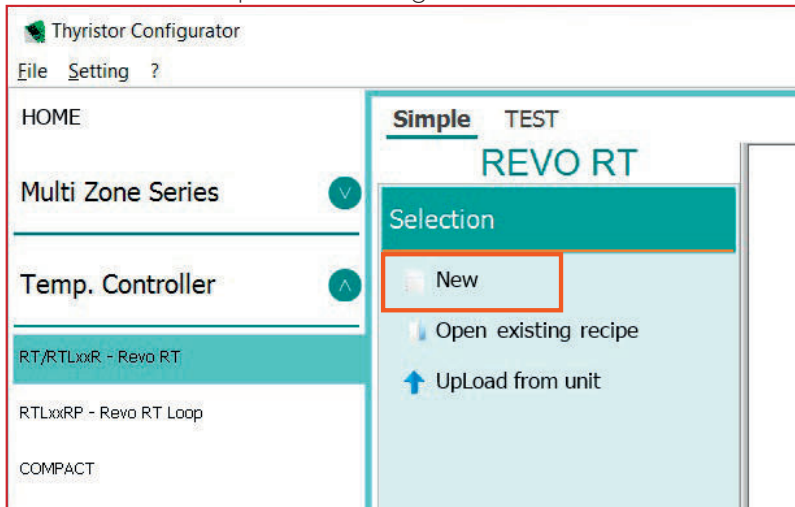 Thyristor Configurator
File Setting ?
HOME
Multi Zone Series
Temp. Controller
RT/RTLxxR - Revo RT
RTLxxRP - Revo RT Loop
COMPACT
Simple TEST
REVO RT
Selection
New
Open existing recipe
UpLoad from unit